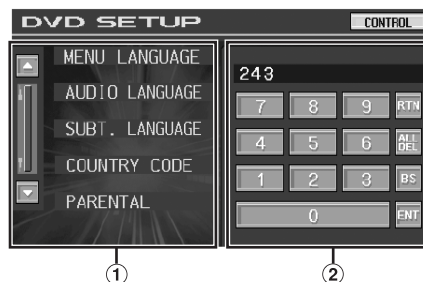 DVD SETUP
CONTROL
MENU LANGUAGE
AUDIO LANGUAGE
SUBT. LANGUAGE
COUNTRY CODE
PARENTAL
243
7 8 9 RTN
4 5 6 ALL DEL
1 2 3 BS
0 ENT
1 2